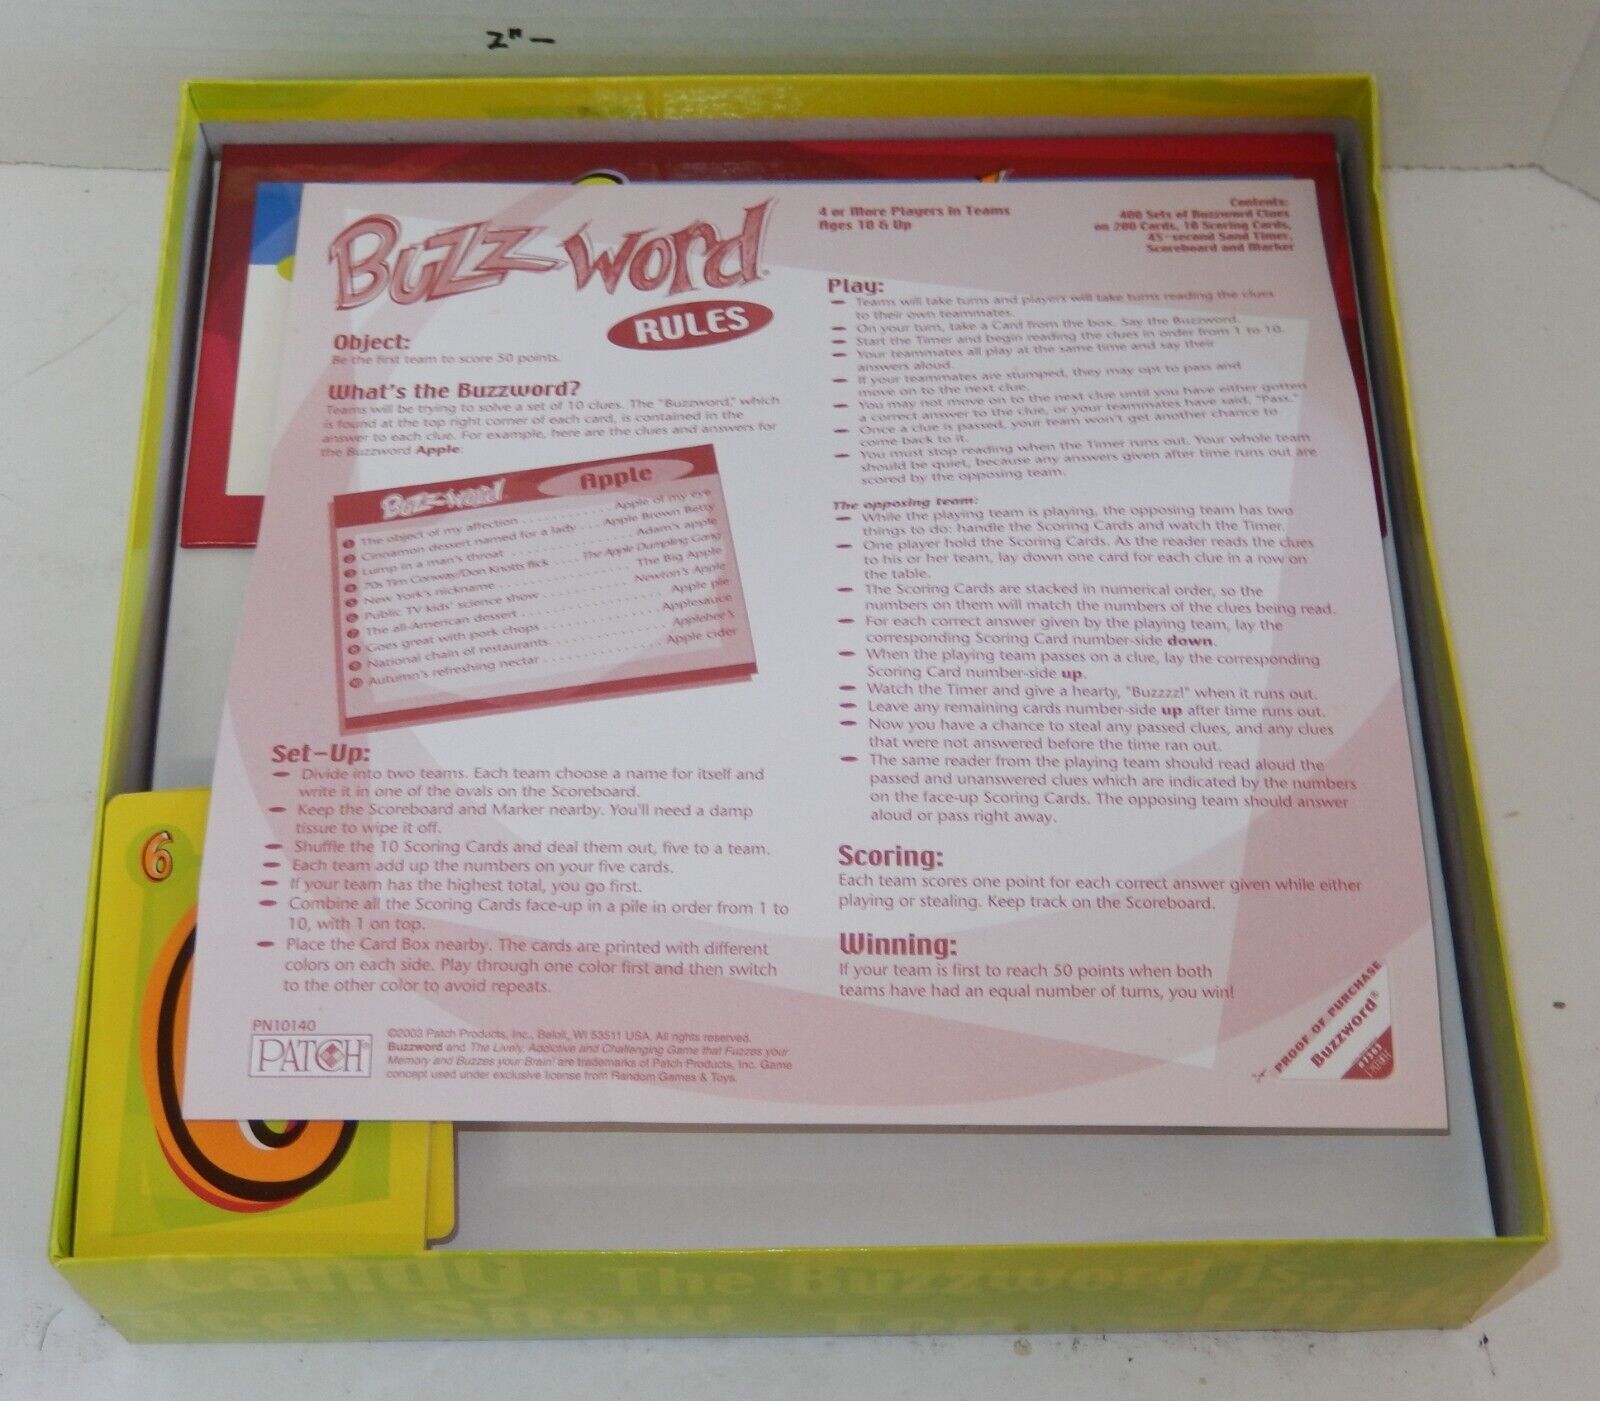 2"—
BUZZWORD
RULES
4 or More Players in Teams
Ages 10 & Up
Contents:
400 Sets of Buzzword Clues
on 200 Cards, 10 Scoring Cards,
45-second Sand Timer,
Scoreboard and Marker
Object:
Be the first team to score 50 points.
What's the Buzzword?
Teams will be trying to solve a set of 10 clues. The "Buzzword," which
is found at the top right corner of each card, is contained in the
answer to each clue. For example, here are the clues and answers for
the Buzzword Apple:
BUZZWORD Apple
1 The object of my affection . . . . . . . . . . Apple of my eye
2 Cinnamon dessert named for a lady . . . Apple Brown Betty
3 Lump in a man's throat . . . . . . . . . . . . . Adam's apple
4 70s Tim Conway/Don Knotts flick . . . . The Apple Dumpling Gang
5 New York's nickname . . . . . . . . . . . . . . The Big Apple
6 Public TV kids' science show . . . . . . . . . Newton's Apple
7 The all-American dessert . . . . . . . . . . . . Apple pie
8 Goes great with pork chops . . . . . . . . . . Applesauce
9 National chain of restaurants. . . . . . . . . . Applebee's
10 Autumn's refreshing nectar . . . . . . . . . . Apple cider
Set-Up:
— Divide into two teams. Each team choose a name for itself and
write it in one of the ovals on the Scoreboard.
— Keep the Scoreboard and Marker nearby. You'll need a damp
tissue to wipe it off.
— Shuffle the 10 Scoring Cards and deal them out, five to a team.
— Each team add up the numbers on your five cards.
— If your team has the highest total, you go first.
— Combine all the Scoring Cards face-up in a pile in order from 1 to
10, with 1 on top.
— Place the Card Box nearby. The cards are printed with different
colors on each side. Play through one color first and then switch
to the other color to avoid repeats.
PN10140
PATCH
©2003 Patch Products, Inc., Beloit, WI 53511 USA. All rights reserved.
Buzzword and The Lively, Addictive and Challenging Game that Fuzzes your
Memory and Buzzes your Brain! are trademarks of Patch Products, Inc. Game
concept used under exclusive license from Random Games & Toys.
Play:
— Teams will take turns and players will take turns reading the clues
to their own teammates.
— On your turn, take a Card from the box. Say the Buzzword.
— Start the Timer and begin reading the clues in order from 1 to 10.
— Your teammates all play at the same time and say their
answers aloud.
— If your teammates are stumped, they may opt to pass and
move on to the next clue.
— You may not move on to the next clue until you have either gotten
a correct answer to the clue, or your teammates have said, "Pass."
— Once a clue is passed, your team won't get another chance to
come back to it.
— You must stop reading when the Timer runs out. Your whole team
should be quiet, because any answers given after time runs out are
scored by the opposing team.
The opposing team:
— While the playing team is playing, the opposing team has two
things to do: handle the Scoring Cards and watch the Timer.
— One player hold the Scoring Cards. As the reader reads the clues
to his or her team, lay down one card for each clue in a row on
the table.
— The Scoring Cards are stacked in numerical order, so the
numbers on them will match the numbers of the clues being read.
— For each correct answer given by the playing team, lay the
corresponding Scoring Card number-side down.
— When the playing team passes on a clue, lay the corresponding
Scoring Card number-side up.
— Watch the Timer and give a hearty, "Buzzzz!" when it runs out.
— Leave any remaining cards number-side up after time runs out.
— Now you have a chance to steal any passed clues, and any clues
that were not answered before the time ran out.
— The same reader from the playing team should read aloud the
passed and unanswered clues which are indicated by the numbers
on the face-up Scoring Cards. The opposing team should answer
aloud or pass right away.
Scoring:
Each team scores one point for each correct answer given while either
playing or stealing. Keep track on the Scoreboard.
Winning:
If your team is first to reach 50 points when both
teams have had an equal number of turns, you win!
PROOF OF PURCHASE
Buzzword®
#7363
6
Candy The Buzzword is...
Snow